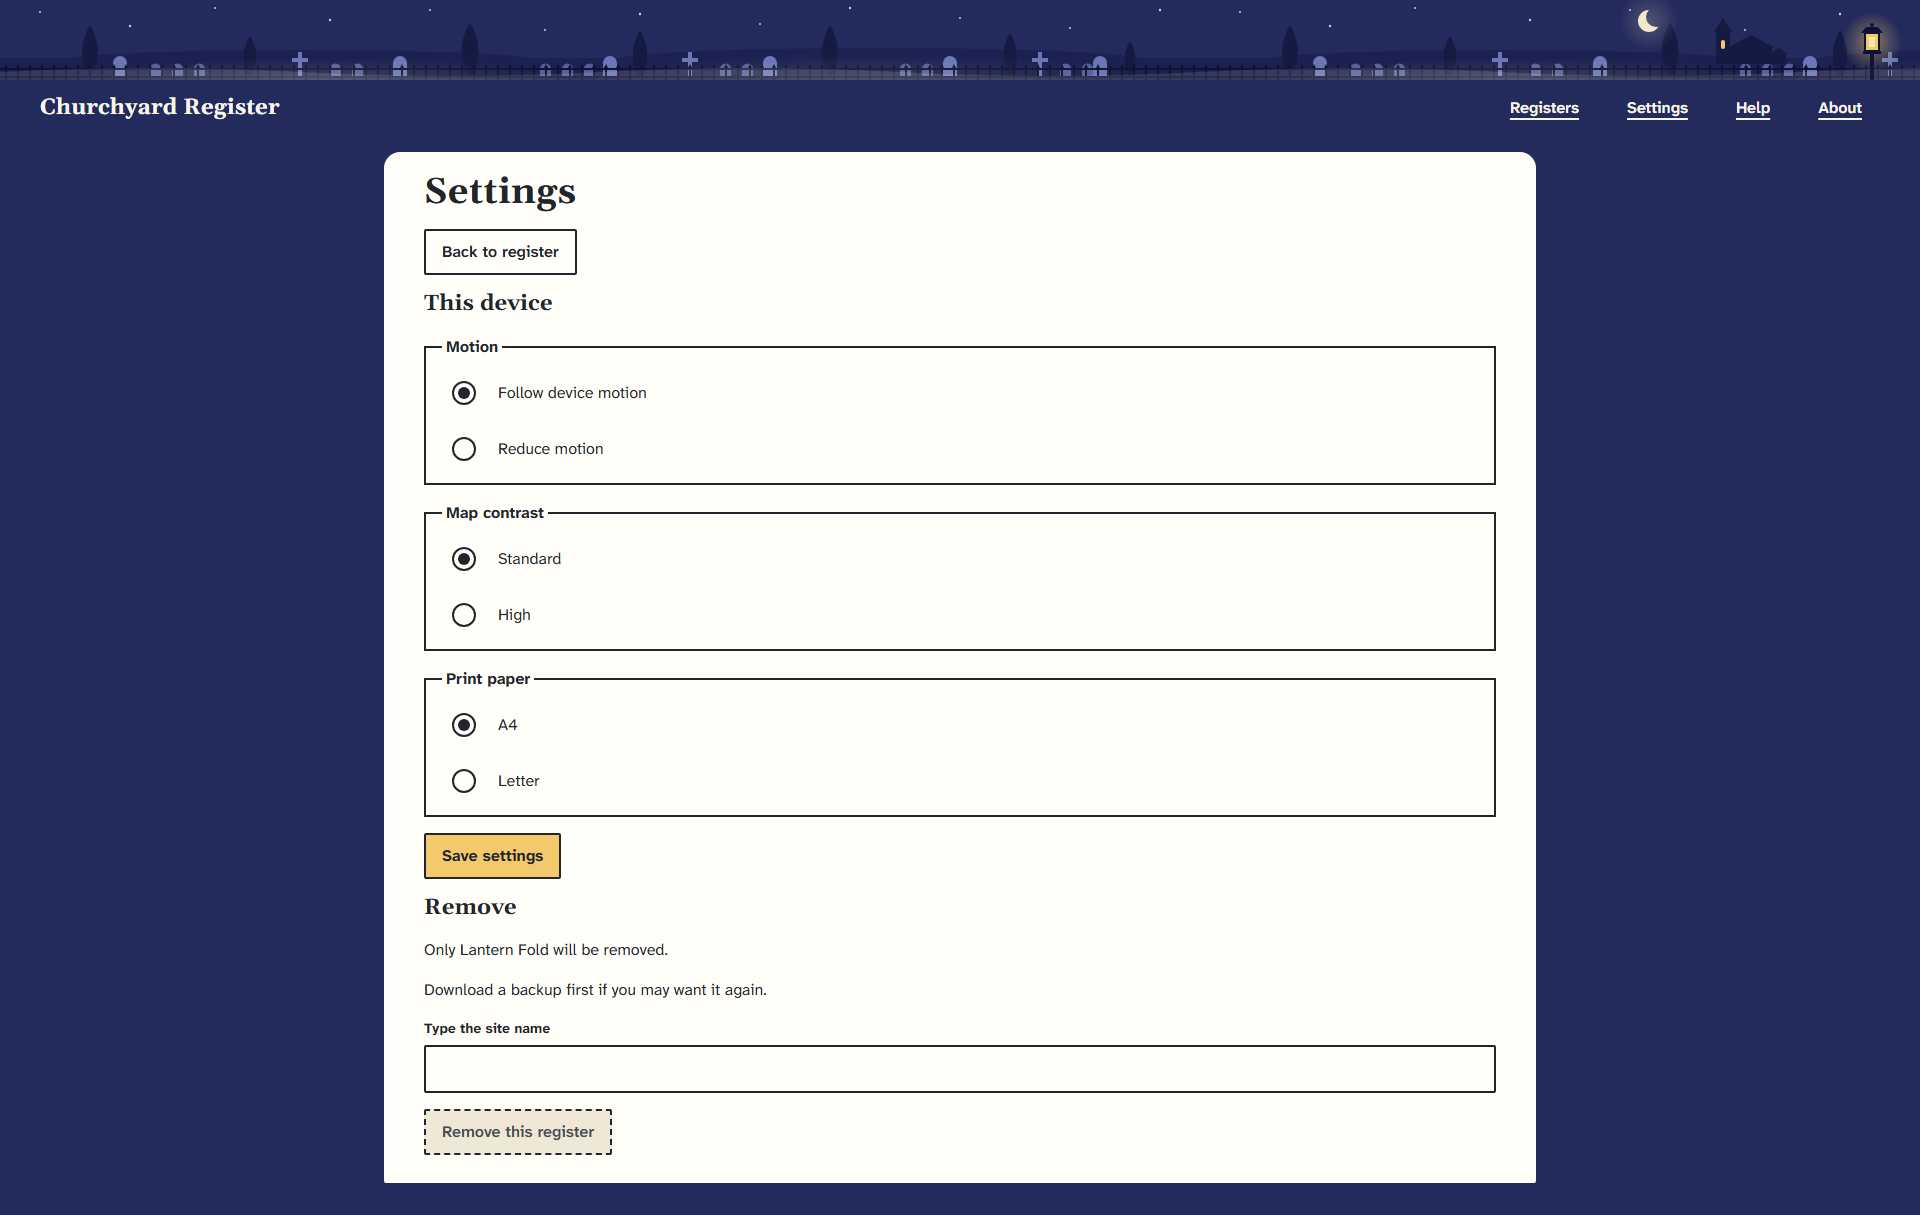 Churchyard Register
Registers
Settings
Help
About
Settings
Back to register
This device
Motion
Follow device motion
Reduce motion
Map contrast
Standard
High
Print paper
A4
Letter
Save settings
Remove
Only Lantern Fold will be removed.
Download a backup first if you may want it again.
Type the site name
Remove this register